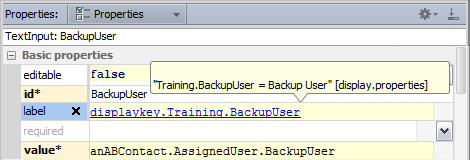 Properties: Properties
TextInput: BackupUser
Basic properties
editable false
"Training.BackupUser = Backup User" [display.properties]
id* BackupUser
label displaykey.Training.BackupUser
required
value* anABContact.AssignedUser.BackupUser